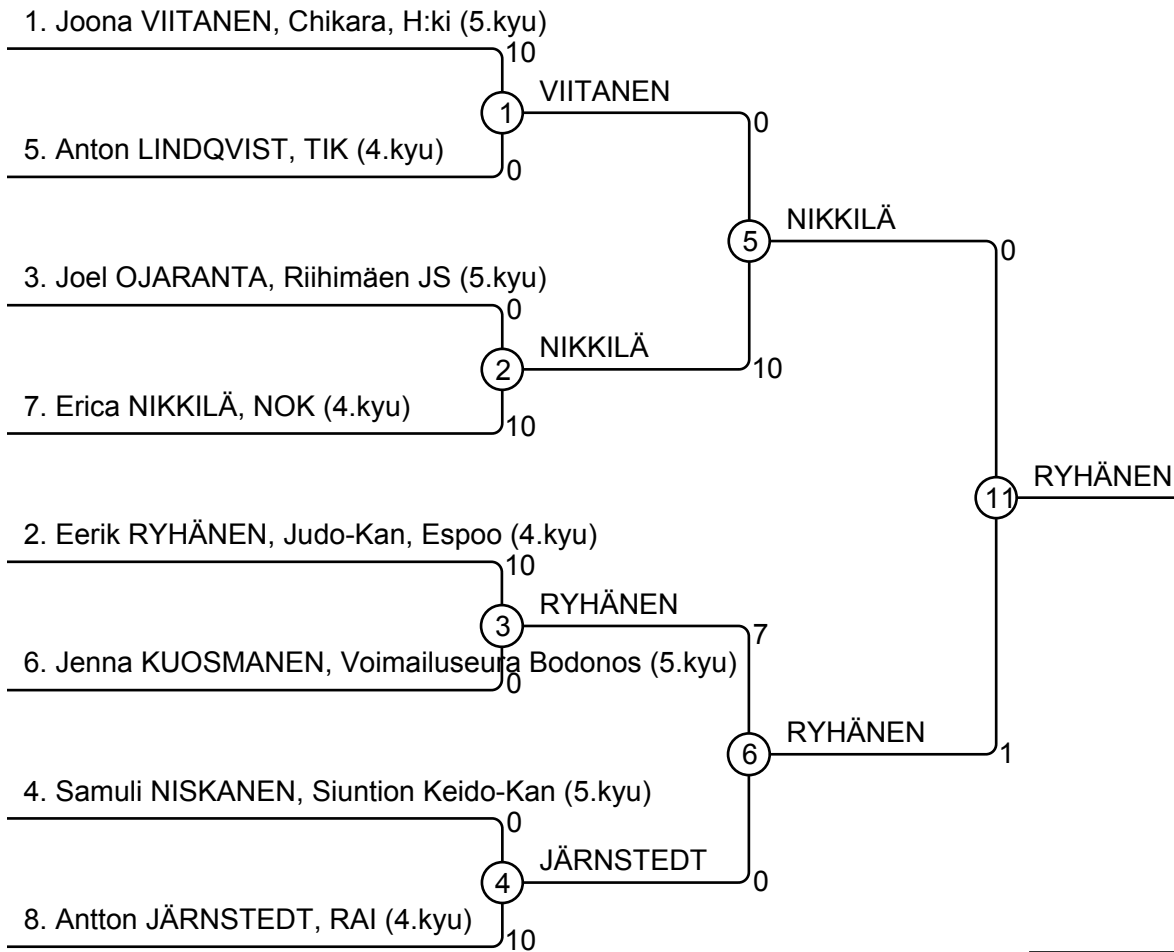 1. Joona VIITANEN, Chikara, H:ki (5.kyu)
10
1
VIITANEN
0
5. Anton LINDQVIST, TIK (4.kyu)
0
5
NIKKILÄ
0
3. Joel OJARANTA, Riihimäen JS (5.kyu)
0
2
NIKKILÄ
10
7. Erica NIKKILÄ, NOK (4.kyu)
10
11
RYHÄNEN
2. Eerik RYHÄNEN, Judo-Kan, Espoo (4.kyu)
10
3
RYHÄNEN
7
6. Jenna KUOSMANEN, Voimailuseura Bodonos (5.kyu)
0
6
RYHÄNEN
1
4. Samuli NISKANEN, Siuntion Keido-Kan (5.kyu)
0
4
JÄRNSTEDT
0
8. Antton JÄRNSTEDT, RAI (4.kyu)
10